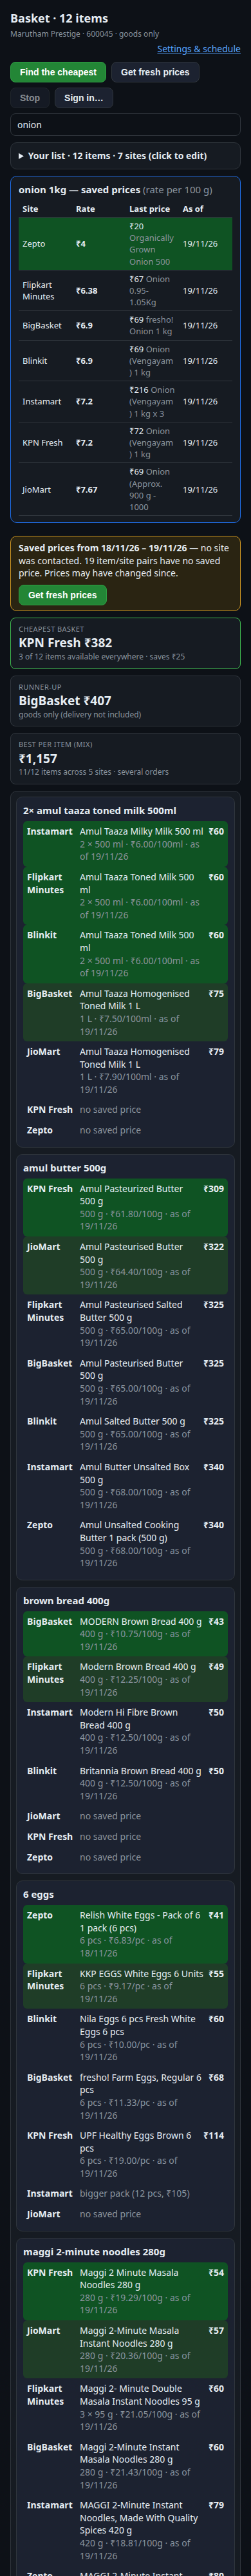 Basket · 12 items
Marutham Prestige · 600045 · goods only
Settings & schedule
Find the cheapest
Get fresh prices
Stop
Sign in…
onion
▶ Your list · 12 items · 7 sites (click to edit)
onion 1kg — saved prices (rate per 100 g)
Site Rate Last price As of
Zepto ₹4 ₹20 Organically Grown Onion 500 19/11/26
Flipkart Minutes ₹6.38 ₹67 Onion 0.95-1.05Kg 19/11/26
BigBasket ₹6.9 ₹69 fresho! Onion 1 kg 19/11/26
Blinkit ₹6.9 ₹69 Onion (Vengayam) 1 kg 19/11/26
Instamart ₹7.2 ₹216 Onion (Vengayam) 1 kg x 3 19/11/26
KPN Fresh ₹7.2 ₹72 Onion (Vengayam) 1 kg 19/11/26
JioMart ₹7.67 ₹69 Onion (Approx. 900 g - 1000 19/11/26
Saved prices from 18/11/26 – 19/11/26 — no site
was contacted. 19 item/site pairs have no saved
price. Prices may have changed since.
Get fresh prices
CHEAPEST BASKET
KPN Fresh ₹382
3 of 12 items available everywhere · saves ₹25
RUNNER-UP
BigBasket ₹407
goods only (delivery not included)
BEST PER ITEM (MIX)
₹1,157
11/12 items across 5 sites · several orders
2× amul taaza toned milk 500ml
Instamart Amul Taaza Milky Milk 500 ml ₹60
2 × 500 ml · ₹6.00/100ml · as
of 19/11/26
Flipkart Minutes Amul Taaza Toned Milk 500 ml ₹60
2 × 500 ml · ₹6.00/100ml · as
of 19/11/26
Blinkit Amul Taaza Toned Milk 500 ml ₹60
2 × 500 ml · ₹6.00/100ml · as
of 19/11/26
BigBasket Amul Taaza Homogenised Toned Milk 1 L ₹75
1 L · ₹7.50/100ml · as of
19/11/26
JioMart Amul Taaza Homogenised Toned Milk 1 L ₹79
1 L · ₹7.90/100ml · as of
19/11/26
KPN Fresh no saved price
Zepto no saved price
amul butter 500g
KPN Fresh Amul Pasteurized Butter 500 g ₹309
500 g · ₹61.80/100g · as of
19/11/26
JioMart Amul Pasteurised Butter 500 g ₹322
500 g · ₹64.40/100g · as of
19/11/26
Flipkart Minutes Amul Pasteurised Salted Butter 500 g ₹325
500 g · ₹65.00/100g · as of
19/11/26
BigBasket Amul Pasteurised Butter 500 g ₹325
500 g · ₹65.00/100g · as of
19/11/26
Blinkit Amul Salted Butter 500 g ₹325
500 g · ₹65.00/100g · as of
19/11/26
Instamart Amul Butter Unsalted Box 500 g ₹340
500 g · ₹68.00/100g · as of
19/11/26
Zepto Amul Unsalted Cooking Butter 1 pack (500 g) ₹340
500 g · ₹68.00/100g · as of
19/11/26
brown bread 400g
BigBasket MODERN Brown Bread 400 g ₹43
400 g · ₹10.75/100g · as of
19/11/26
Flipkart Minutes Modern Brown Bread 400 g ₹49
400 g · ₹12.25/100g · as of
19/11/26
Instamart Modern Hi Fibre Brown Bread 400 g ₹50
400 g · ₹12.50/100g · as of
19/11/26
Blinkit Britannia Brown Bread 400 g ₹50
400 g · ₹12.50/100g · as of
19/11/26
JioMart no saved price
KPN Fresh no saved price
Zepto no saved price
6 eggs
Zepto Relish White Eggs - Pack of 6 1 pack (6 pcs) ₹41
6 pcs · ₹6.83/pc · as of
18/11/26
Flipkart Minutes KKP EGGS White Eggs 6 Units ₹55
6 pcs · ₹9.17/pc · as of
19/11/26
Blinkit Nila Eggs 6 pcs Fresh White Eggs 6 pcs ₹60
6 pcs · ₹10.00/pc · as of
19/11/26
BigBasket fresho! Farm Eggs, Regular 6 pcs ₹68
6 pcs · ₹11.33/pc · as of
19/11/26
KPN Fresh UPF Healthy Eggs Brown 6 pcs ₹114
6 pcs · ₹19.00/pc · as of
19/11/26
Instamart bigger pack (12 pcs, ₹105)
JioMart no saved price
maggi 2-minute noodles 280g
KPN Fresh Maggi 2 Minute Masala Noodles 280 g ₹54
280 g · ₹19.29/100g · as of
19/11/26
JioMart Maggi 2-Minute Masala Instant Noodles 280 g ₹57
280 g · ₹20.36/100g · as of
19/11/26
Flipkart Minutes Maggi 2- Minute Double Masala Instant Noodles 95 g ₹60
3 × 95 g · ₹21.05/100g · as of
19/11/26
BigBasket Maggi 2-Minute Instant Masala Noodles 280 g ₹60
280 g · ₹21.43/100g · as of
19/11/26
Instamart MAGGI 2-Minute Instant Noodles, Made With Quality Spices 420 g ₹79
420 g · ₹18.81/100g · as of
19/11/26